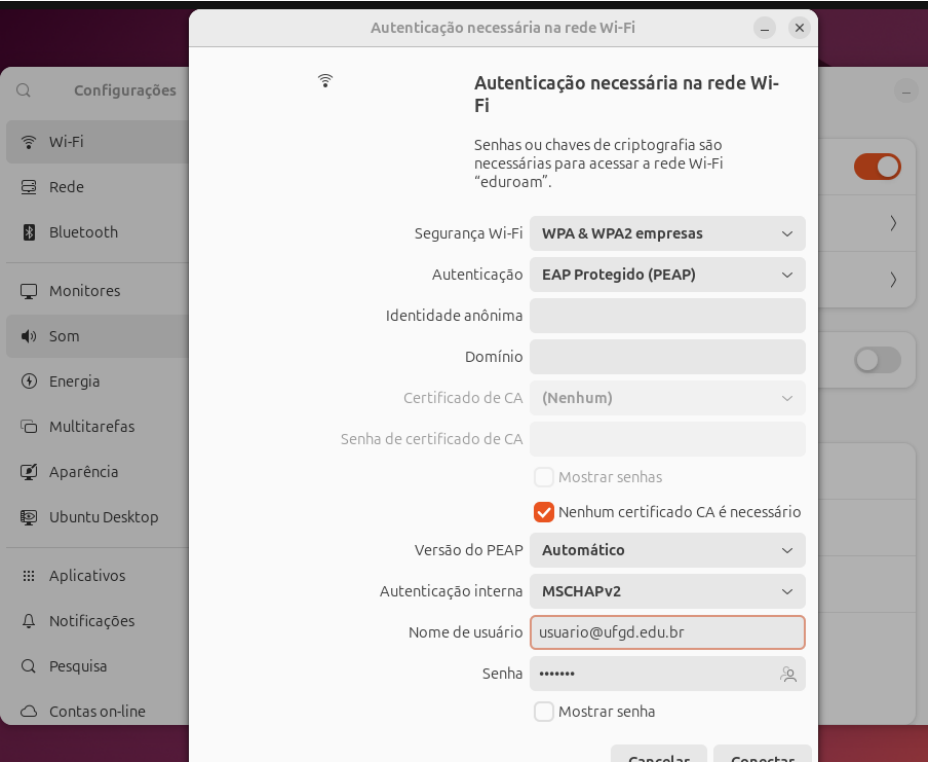 Autenticação necessária na rede Wi-Fi
Configurações
Wi-Fi
Rede
Bluetooth
Monitores
Som
Energia
Multitarefas
Aparência
Ubuntu Desktop
Aplicativos
Notificações
Pesquisa
Contas on-line
Autenticação necessária na rede Wi-
Fi
Senhas ou chaves de criptografia são
necessárias para acessar a rede Wi-Fi
“eduroam”.
Segurança Wi-Fi WPA & WPA2 empresas
Autenticação EAP Protegido (PEAP)
Identidade anônima
Domínio
Certificado de CA (Nenhum)
Senha de certificado de CA
Mostrar senhas
Nenhum certificado CA é necessário
Versão do PEAP Automático
Autenticação interna MSCHAPv2
Nome de usuário usuario@ufgd.edu.br
Senha •••••••
Mostrar senha
Cancelar Conectar